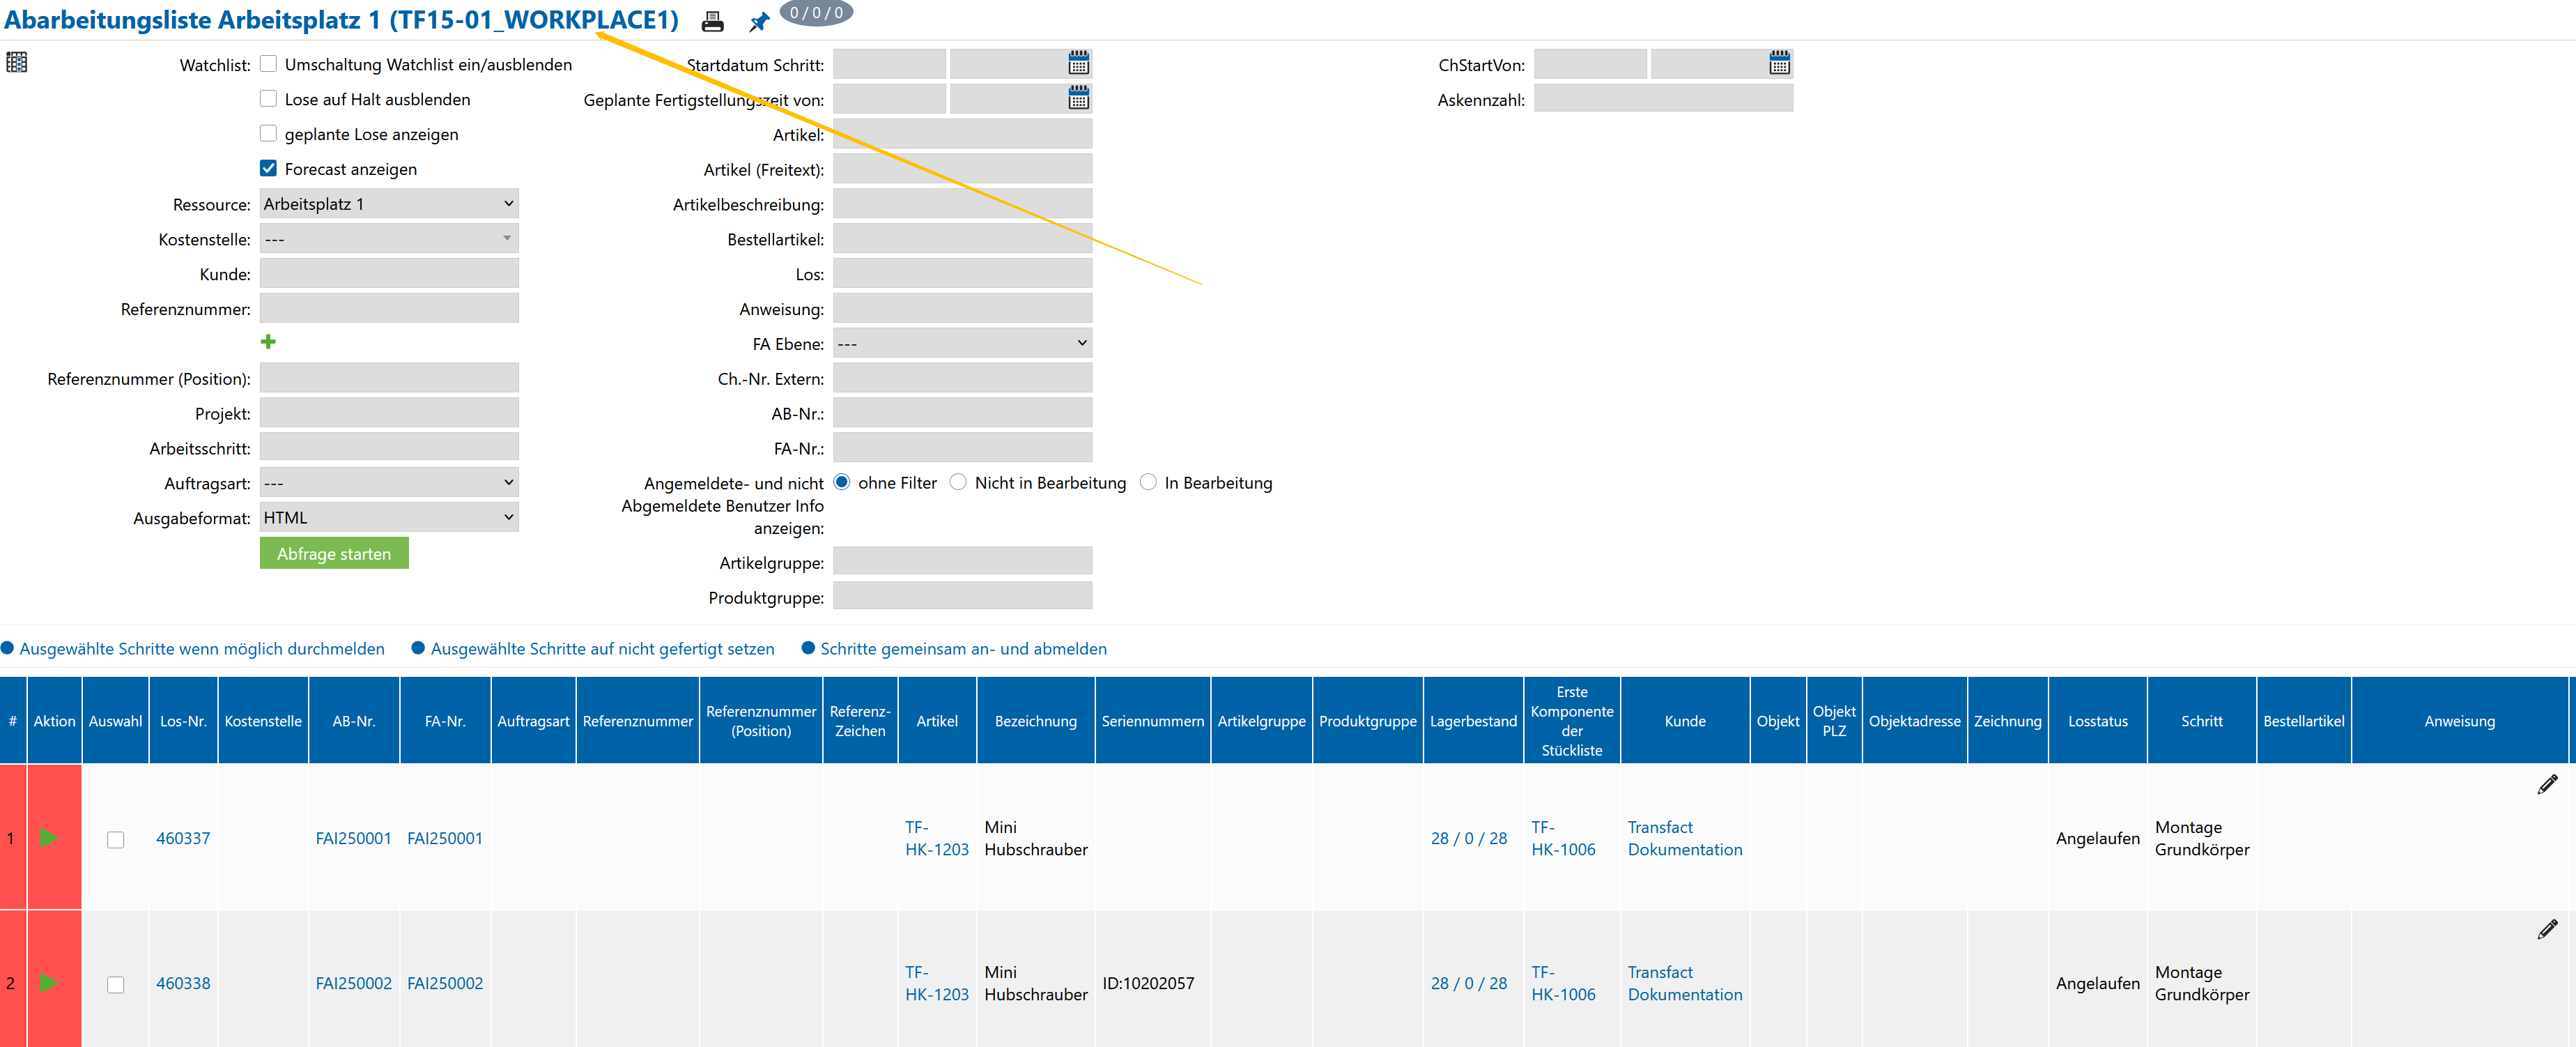 Abarbeitungsliste Arbeitsplatz 1 (TF15-01_WORKPLACE1) 0 / 0 / 0
Watchlist: Umschaltung Watchlist ein/ausblenden
Lose auf Halt ausblenden
geplante Lose anzeigen
Forecast anzeigen
Ressource: Arbeitsplatz 1
Kostenstelle: ---
Kunde:
Referenznummer:
Referenznummer (Position):
Projekt:
Arbeitsschritt:
Auftragsart: ---
Ausgabeformat: HTML
Abfrage starten
Startdatum Schritt:
Geplante Fertigstellungszeit von:
Artikel:
Artikel (Freitext):
Artikelbeschreibung:
Bestellartikel:
Los:
Anweisung:
FA Ebene: ---
Ch.-Nr. Extern:
AB-Nr.:
FA-Nr.:
Angemeldete- und nicht
Abgemeldete Benutzer Info
anzeigen:
ohne Filter Nicht in Bearbeitung In Bearbeitung
Artikelgruppe:
Produktgruppe:
ChStartVon:
Askennzahl:
Ausgewählte Schritte wenn möglich durchmelden Ausgewählte Schritte auf nicht gefertigt setzen Schritte gemeinsam an- und abmelden
# Aktion Auswahl Los-Nr. Kostenstelle AB-Nr. FA-Nr. Auftragsart Referenznummer
Referenznummer
(Position)
Referenz-
Zeichen
Artikel Bezeichnung Seriennummern Artikelgruppe Produktgruppe Lagerbestand
Erste
Komponente
der
Stückliste
Kunde Objekt
Objekt
PLZ
Objektadresse Zeichnung Losstatus Schritt Bestellartikel Anweisung
1 460337 FAI250001 FAI250001
TF-
HK-1203
Mini
Hubschrauber
28 / 0 / 28
TF-
HK-1006
Transfact
Dokumentation
Angelaufen
Montage
Grundkörper
2 460338 FAI250002 FAI250002
TF-
HK-1203
Mini
Hubschrauber
ID:10202057
28 / 0 / 28
TF-
HK-1006
Transfact
Dokumentation
Angelaufen
Montage
Grundkörper